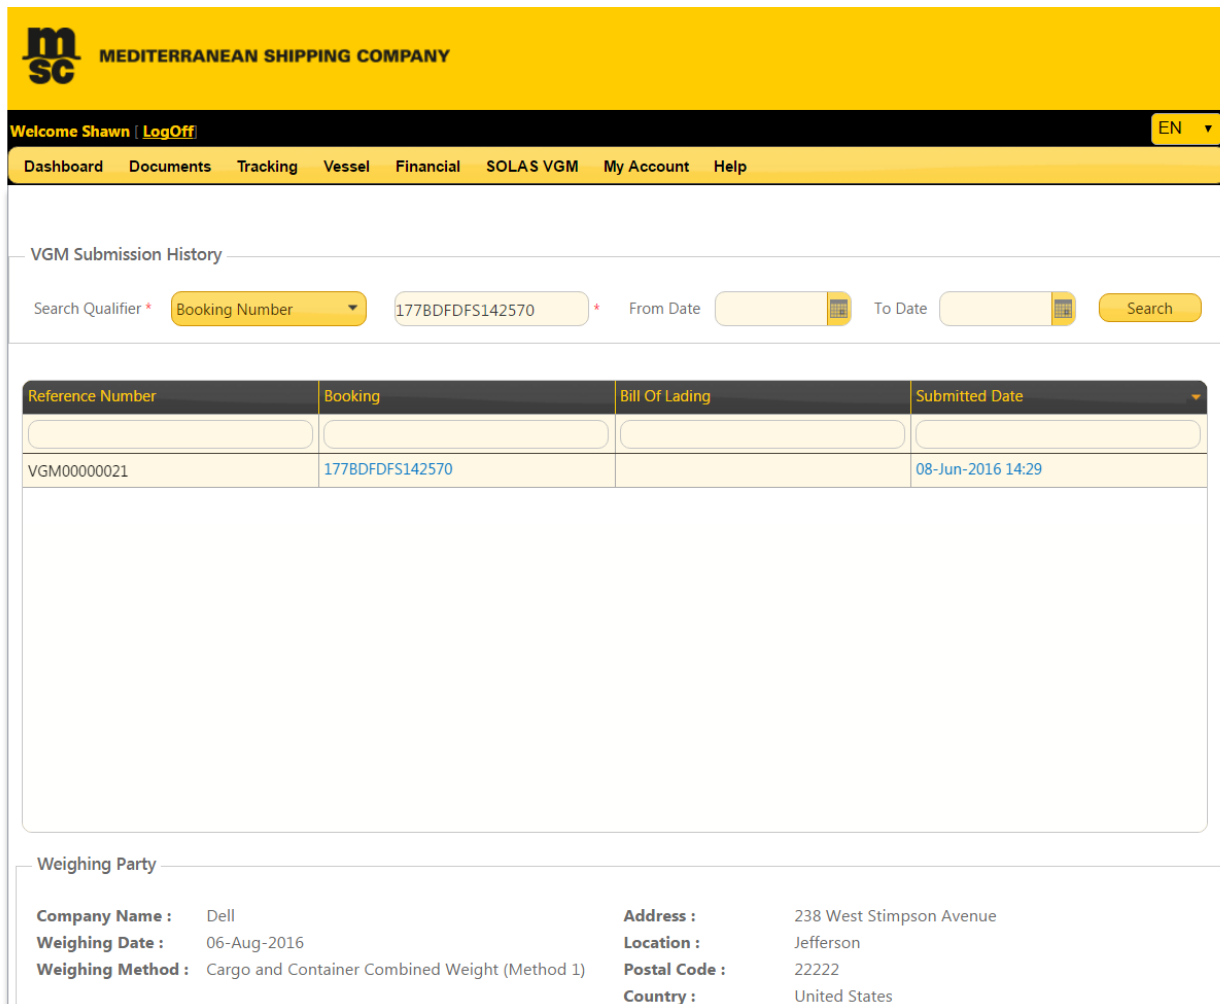 msc MEDITERRANEAN SHIPPING COMPANY
Welcome Shawn [ LogOff]
EN
Dashboard Documents Tracking Vessel Financial SOLAS VGM My Account Help
VGM Submission History
Search Qualifier * Booking Number 177BDFDFS142570 * From Date To Date Search
Reference Number Booking Bill Of Lading Submitted Date
VGM00000021 177BDFDFS142570 08-Jun-2016 14:29
Weighing Party
Company Name : Dell Address : 238 West Stimpson Avenue
Weighing Date : 06-Aug-2016 Location : Jefferson
Weighing Method : Cargo and Container Combined Weight (Method 1) Postal Code : 22222
Country : United States